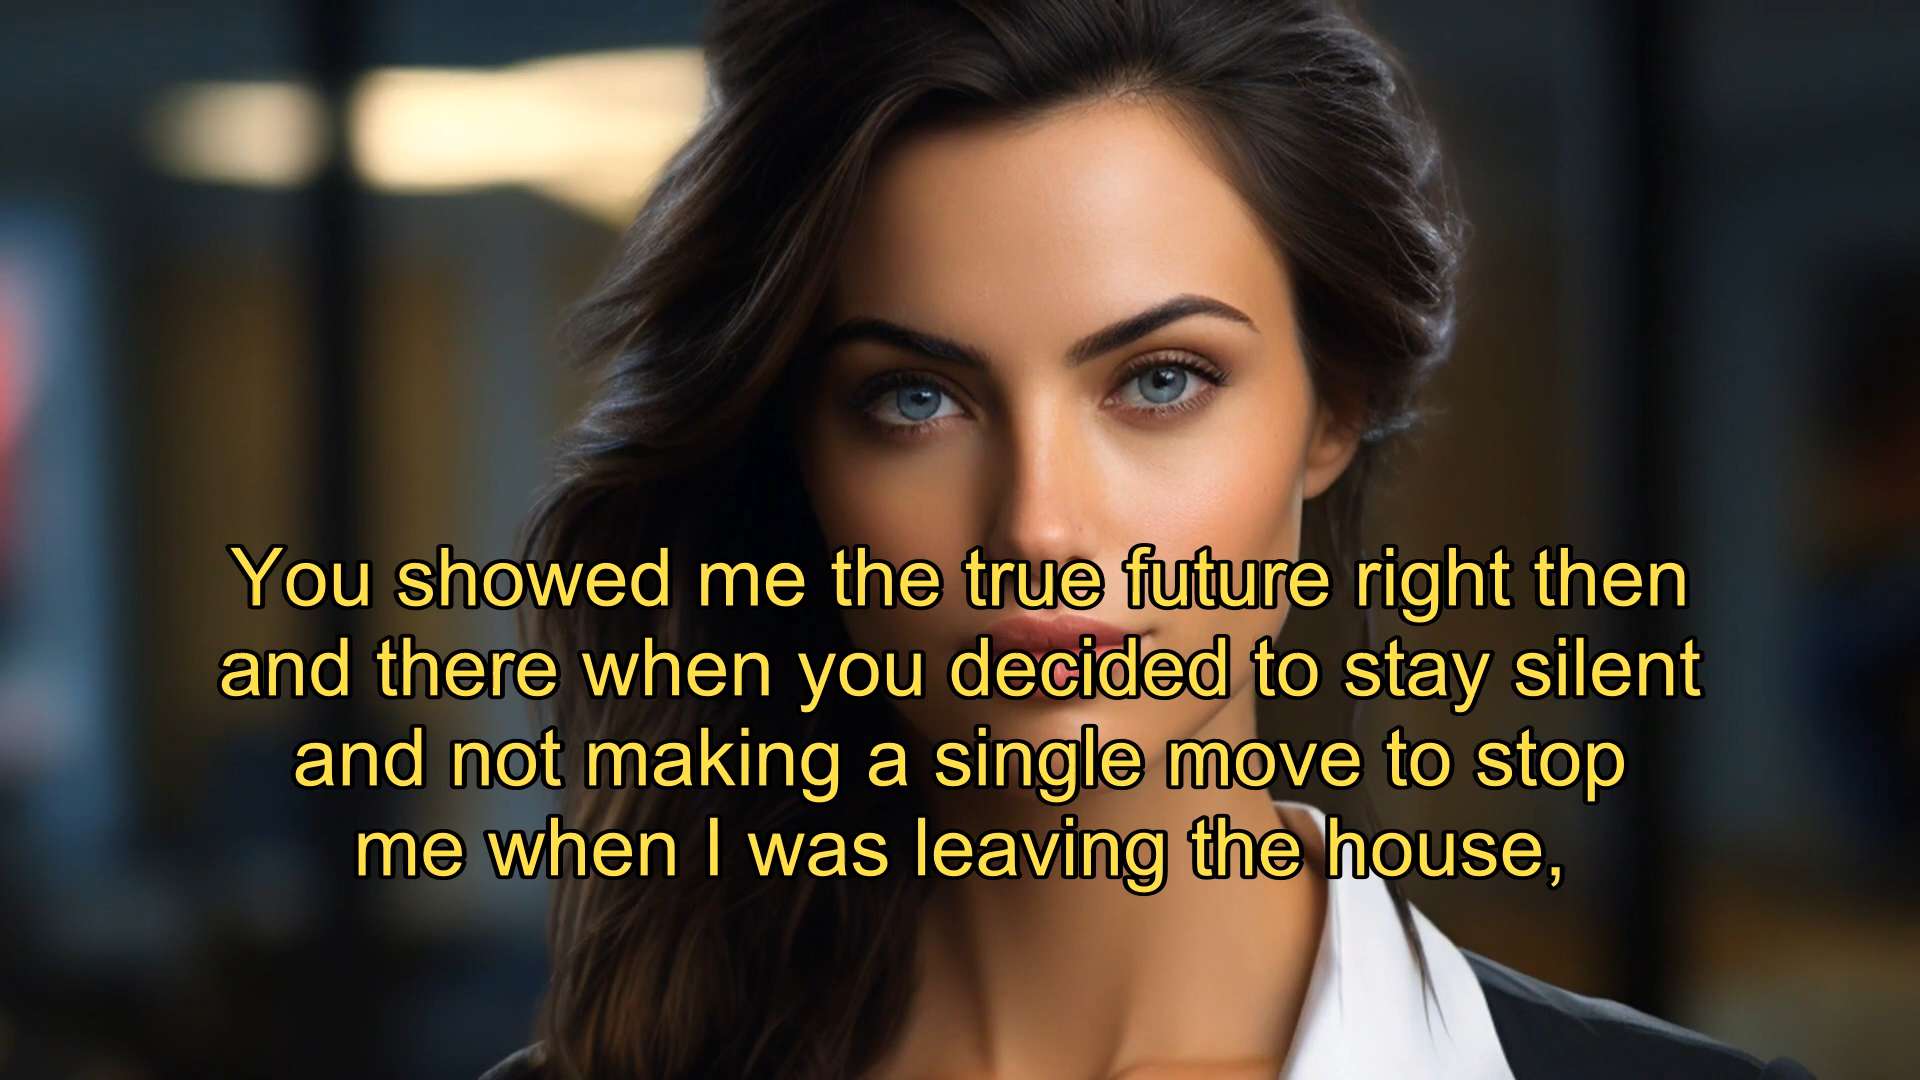 You showed me the true future right then
and there when you decided to stay silent
and not making a single move to stop
me when I was leaving the house,